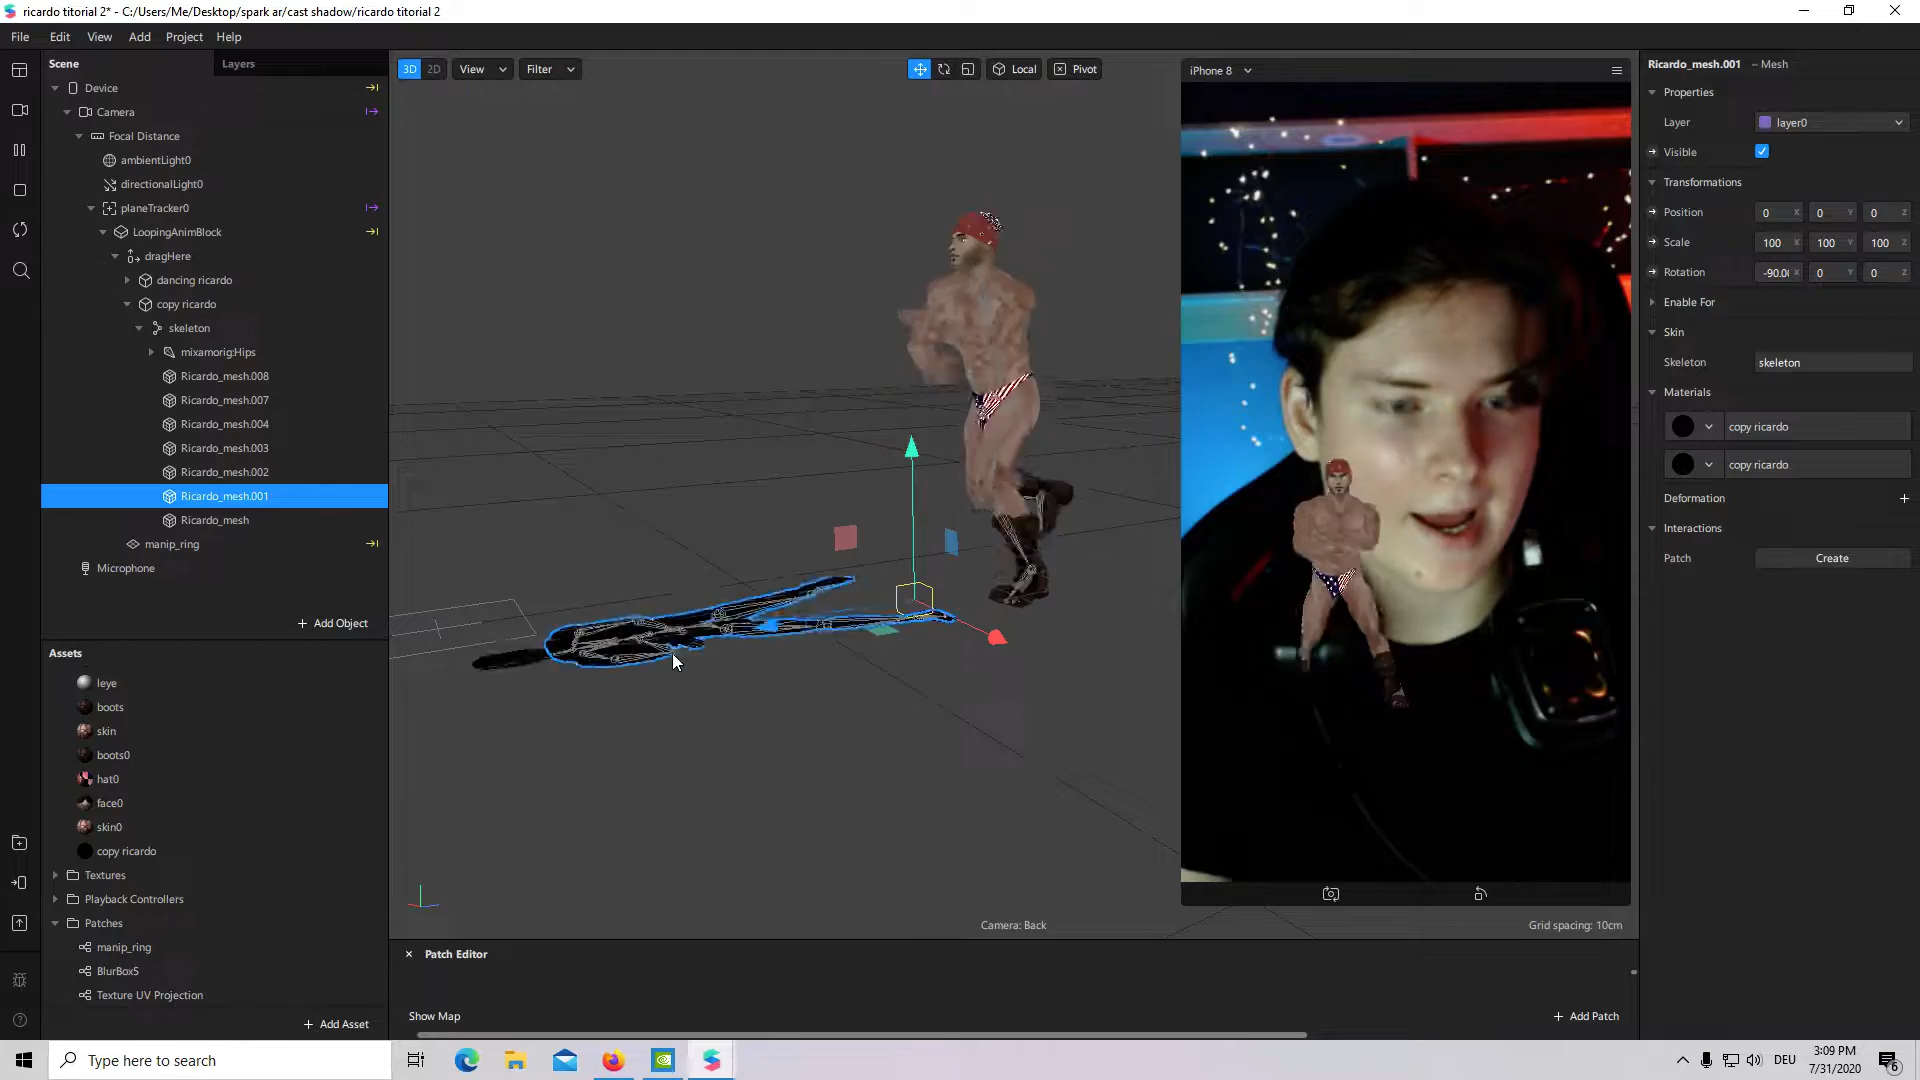 ricardo titorial 2* - C:/Users/Me/Desktop/spark ar/cast shadow/ricardo titorial 2
File Edit View Add Project Help
Scene Layers
Device
Camera
Focal Distance
ambientLight0
directionalLight0
planeTracker0
LoopingAnimBlock
dragHere
dancing ricardo
copy ricardo
skeleton
mixamorig:Hips
Ricardo_mesh.008
Ricardo_mesh.007
Ricardo_mesh.004
Ricardo_mesh.003
Ricardo_mesh.002
Ricardo_mesh.001
Ricardo_mesh
manip_ring
Microphone
+ Add Object
Assets
leye
boots
skin
boots0
hat0
face0
skin0
copy ricardo
Textures
Playback Controllers
Patches
manip_ring
BlurBox5
Texture UV Projection
+ Add Asset
3D 2D View Filter Local Pivot
iPhone 8
Camera: Back Grid spacing: 10cm
Patch Editor
Show Map + Add Patch
Ricardo_mesh.001 -- Mesh
Properties
Layer layer0
Visible
Transformations
Position 0 X 0 Y 0 Z
Scale 100 X 100 Y 100 Z
Rotation -90.0 X 0 Y 0 Z
Enable For
Skin
Skeleton skeleton
Materials
copy ricardo
copy ricardo
Deformation +
Interactions
Patch Create
Type here to search
DEU 3:09 PM
7/31/2020
6